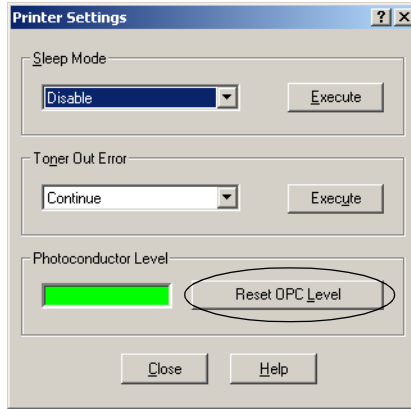 Printer Settings ? X
Sleep Mode
Disable Execute
Toner Out Error
Continue Execute
Photoconductor Level
Reset OPC Level
Close Help